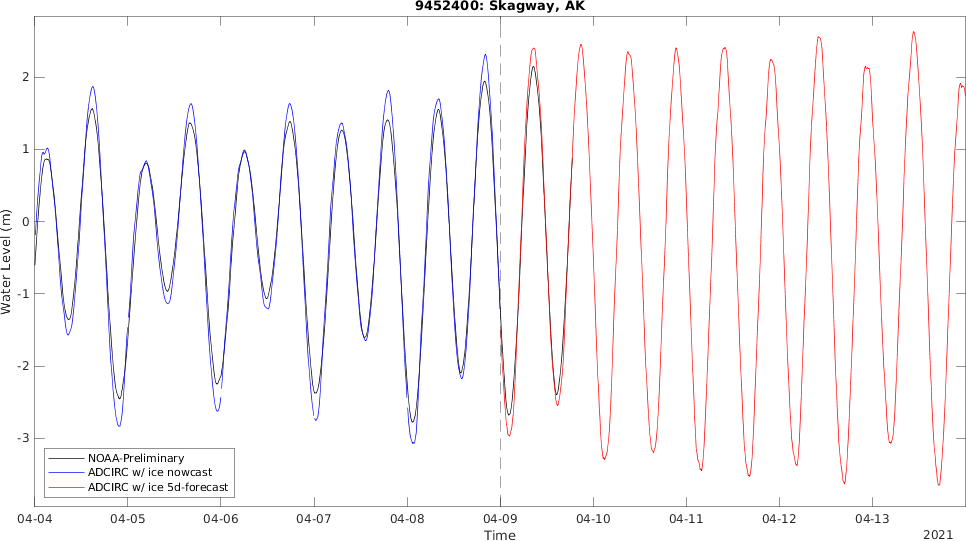 9452400: Skagway, AK
Water Level (m)
2
1
0
-1
-2
-3
NOAA-Preliminary
ADCIRC w/ ice nowcast
ADCIRC w/ ice 5d-forecast
04-04 04-05 04-06 04-07 04-08 04-09 04-10 04-11 04-12 04-13
Time
2021